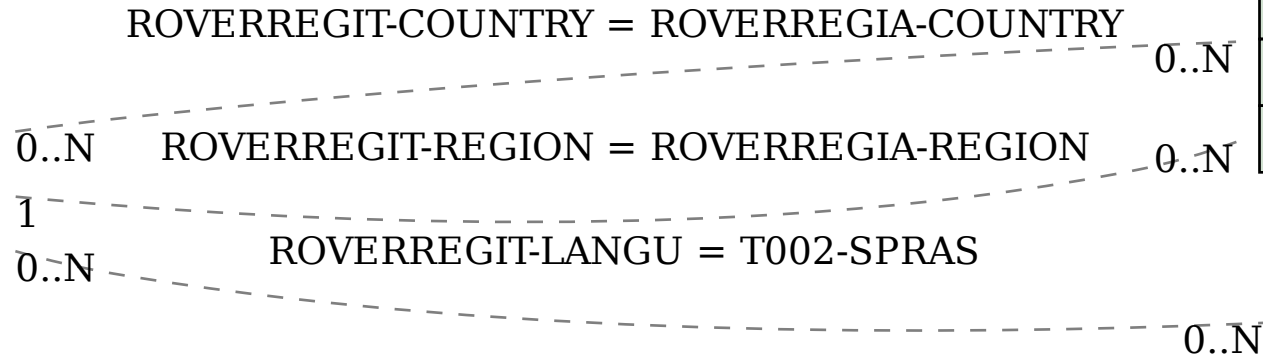 ROVERREGIT-COUNTRY = ROVERREGIA-COUNTRY
0..N
0..N
ROVERREGIT-REGION = ROVERREGIA-REGION
0..N
1
ROVERREGIT-LANGU = T002-SPRAS
0..N
0..N